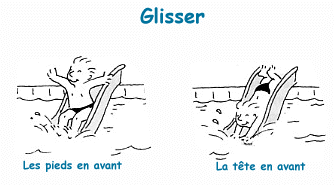 Glisser
Les pieds en avant
La tête en avant